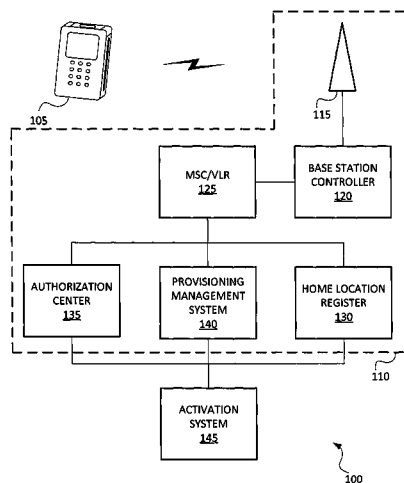 105
115
MSC/VLR
125
BASE STATION
CONTROLLER
120
AUTHORIZATION
CENTER
135
PROVISIONING
MANAGEMENT
SYSTEM
140
HOME LOCATION
REGISTER
130
110
ACTIVATION
SYSTEM
145
100